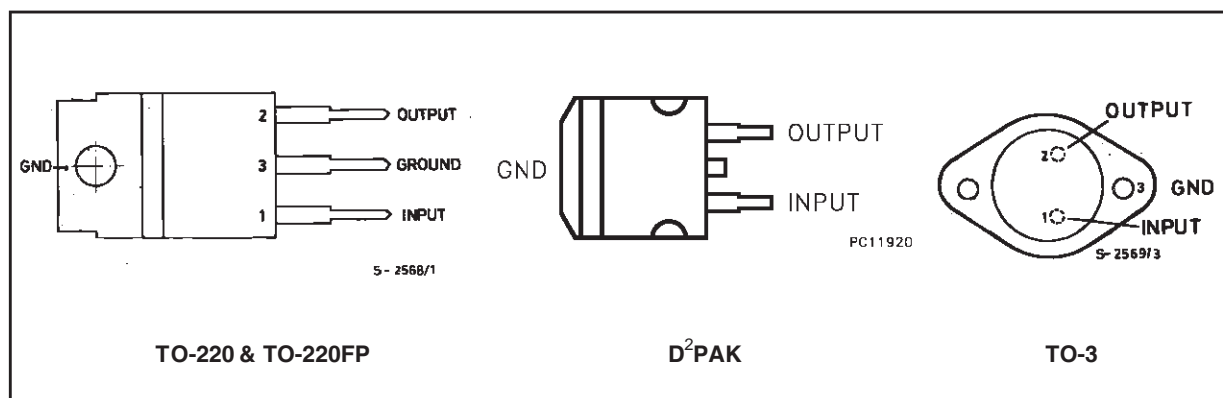 2 OUTPUT
GND 3 GROUND
1 INPUT
S-2568/1
TO-220 & TO-220FP
OUTPUT
GND
INPUT
PC11920
D²PAK
OUTPUT
2
3 GND
1
INPUT
S-2569/3
TO-3